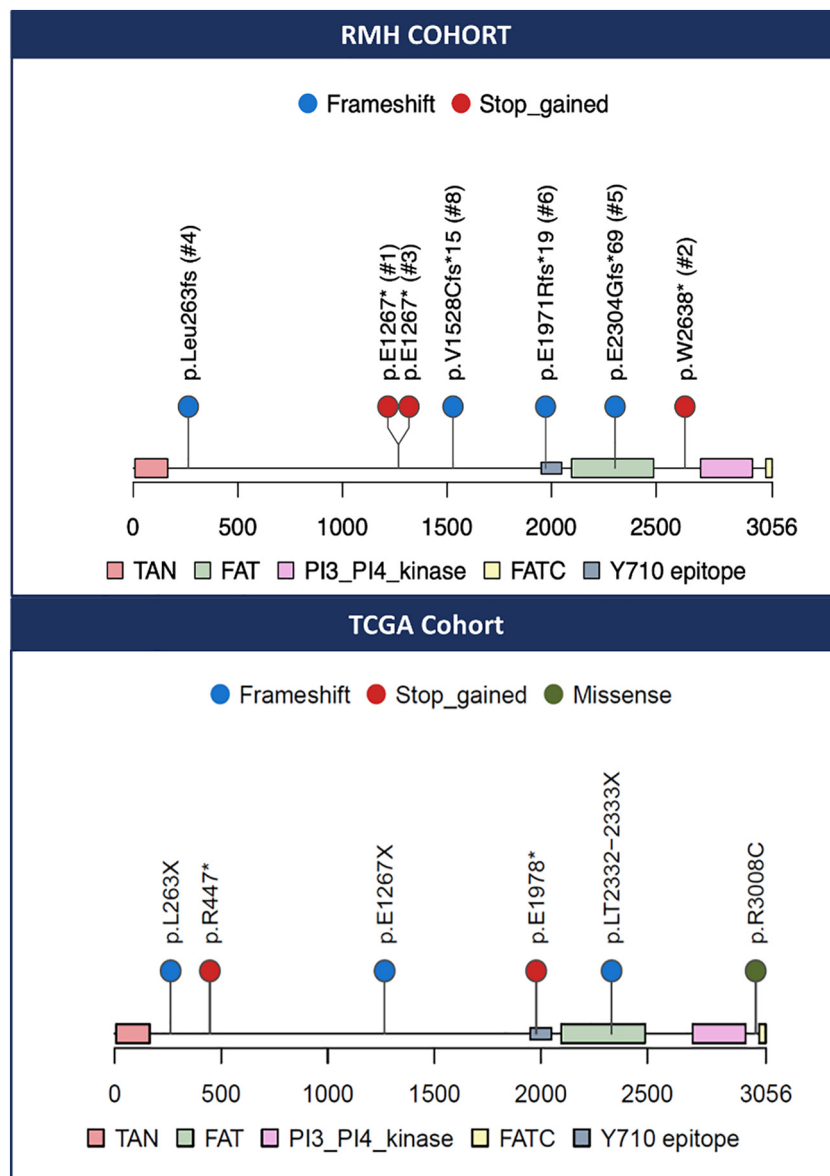 RMH COHORT
Frameshift Stop_gained
p.Leu263fs (#4)
p.E1267* (#1)
p.E1267* (#3)
p.V1528Cfs*15 (#8)
p.E1971Rfs*19 (#6)
p.E2304Gfs*69 (#5)
p.W2638* (#2)
0 500 1000 1500 2000 2500 3056
TAN FAT PI3_PI4_kinase FATC Y710 epitope
TCGA Cohort
Frameshift Stop_gained Missense
p.L263X
p.R447*
p.E1267X
p.E1978*
p.LT2332−2333X
p.R3008C
0 500 1000 1500 2000 2500 3056
TAN FAT PI3_PI4_kinase FATC Y710 epitope